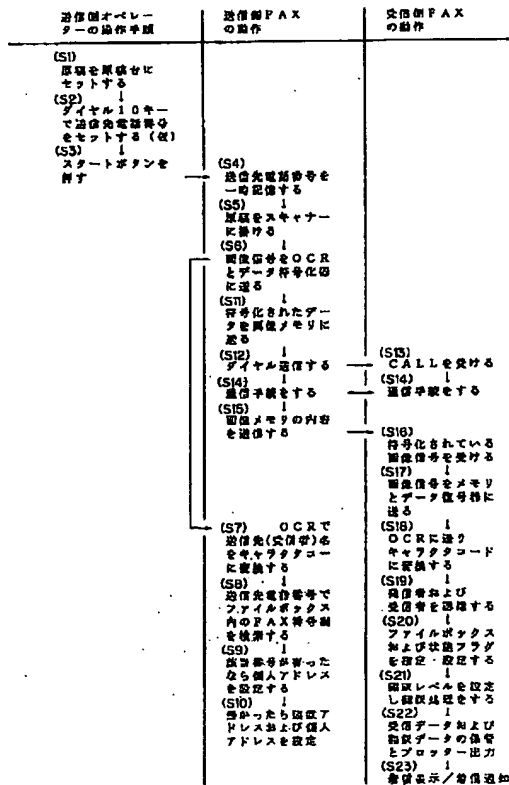 送信側オペレー
ターの操作手順
(S1)
原稿を原稿台に
セットする
↓
(S2)
ダイヤル10キー
で送信先電話番号
をセットする(仮)
↓
(S3)
スタートボタンを
押す
送信側FAX
の動作
(S4)
送信先電話番号を
一時記憶する
↓
(S5)
原稿をスキャナー
に掛ける
↓
(S6)
画像信号をOCR
とデータ符号化器
に送る
↓
(S11)
符号化されたデー
タを画像メモリに
送る
↓
(S12)
ダイヤル送信する
↓
(S14)
通信手続をする
↓
(S15)
画像メモリの内容
を送信する
(S7) OCRで
送信先(受信者)名
をキャラクタコー
に変換する
↓
(S8)
送信先電話番号で
ファイルボックス
内のFAX番号別
を検索する
↓
(S9)
該当番号が有った
なら個人アドレス
を設定する
↓
(S10)
アドレスおよび個人
アドレスを設定
受信側FAX
の動作
(S13)
CALLを受ける
↓
(S14)
通信手続をする
(S16)
符号化されている
画像信号を受ける
↓
(S17)
画像信号をメモリ
とデータ
送る
↓
(S18)
OCRに送り
キャラクタコード
に変換する
↓
(S19)
発信者および
受信者を認識する
↓
(S20)
ファイルボックス
および状態フラグ
を指定・設定する
↓
(S21)
レベルを設定
し 処理をする
↓
(S22)
受信データおよび
データの保管
とプロッター出力
↓
(S23)
着信表示/着信通知